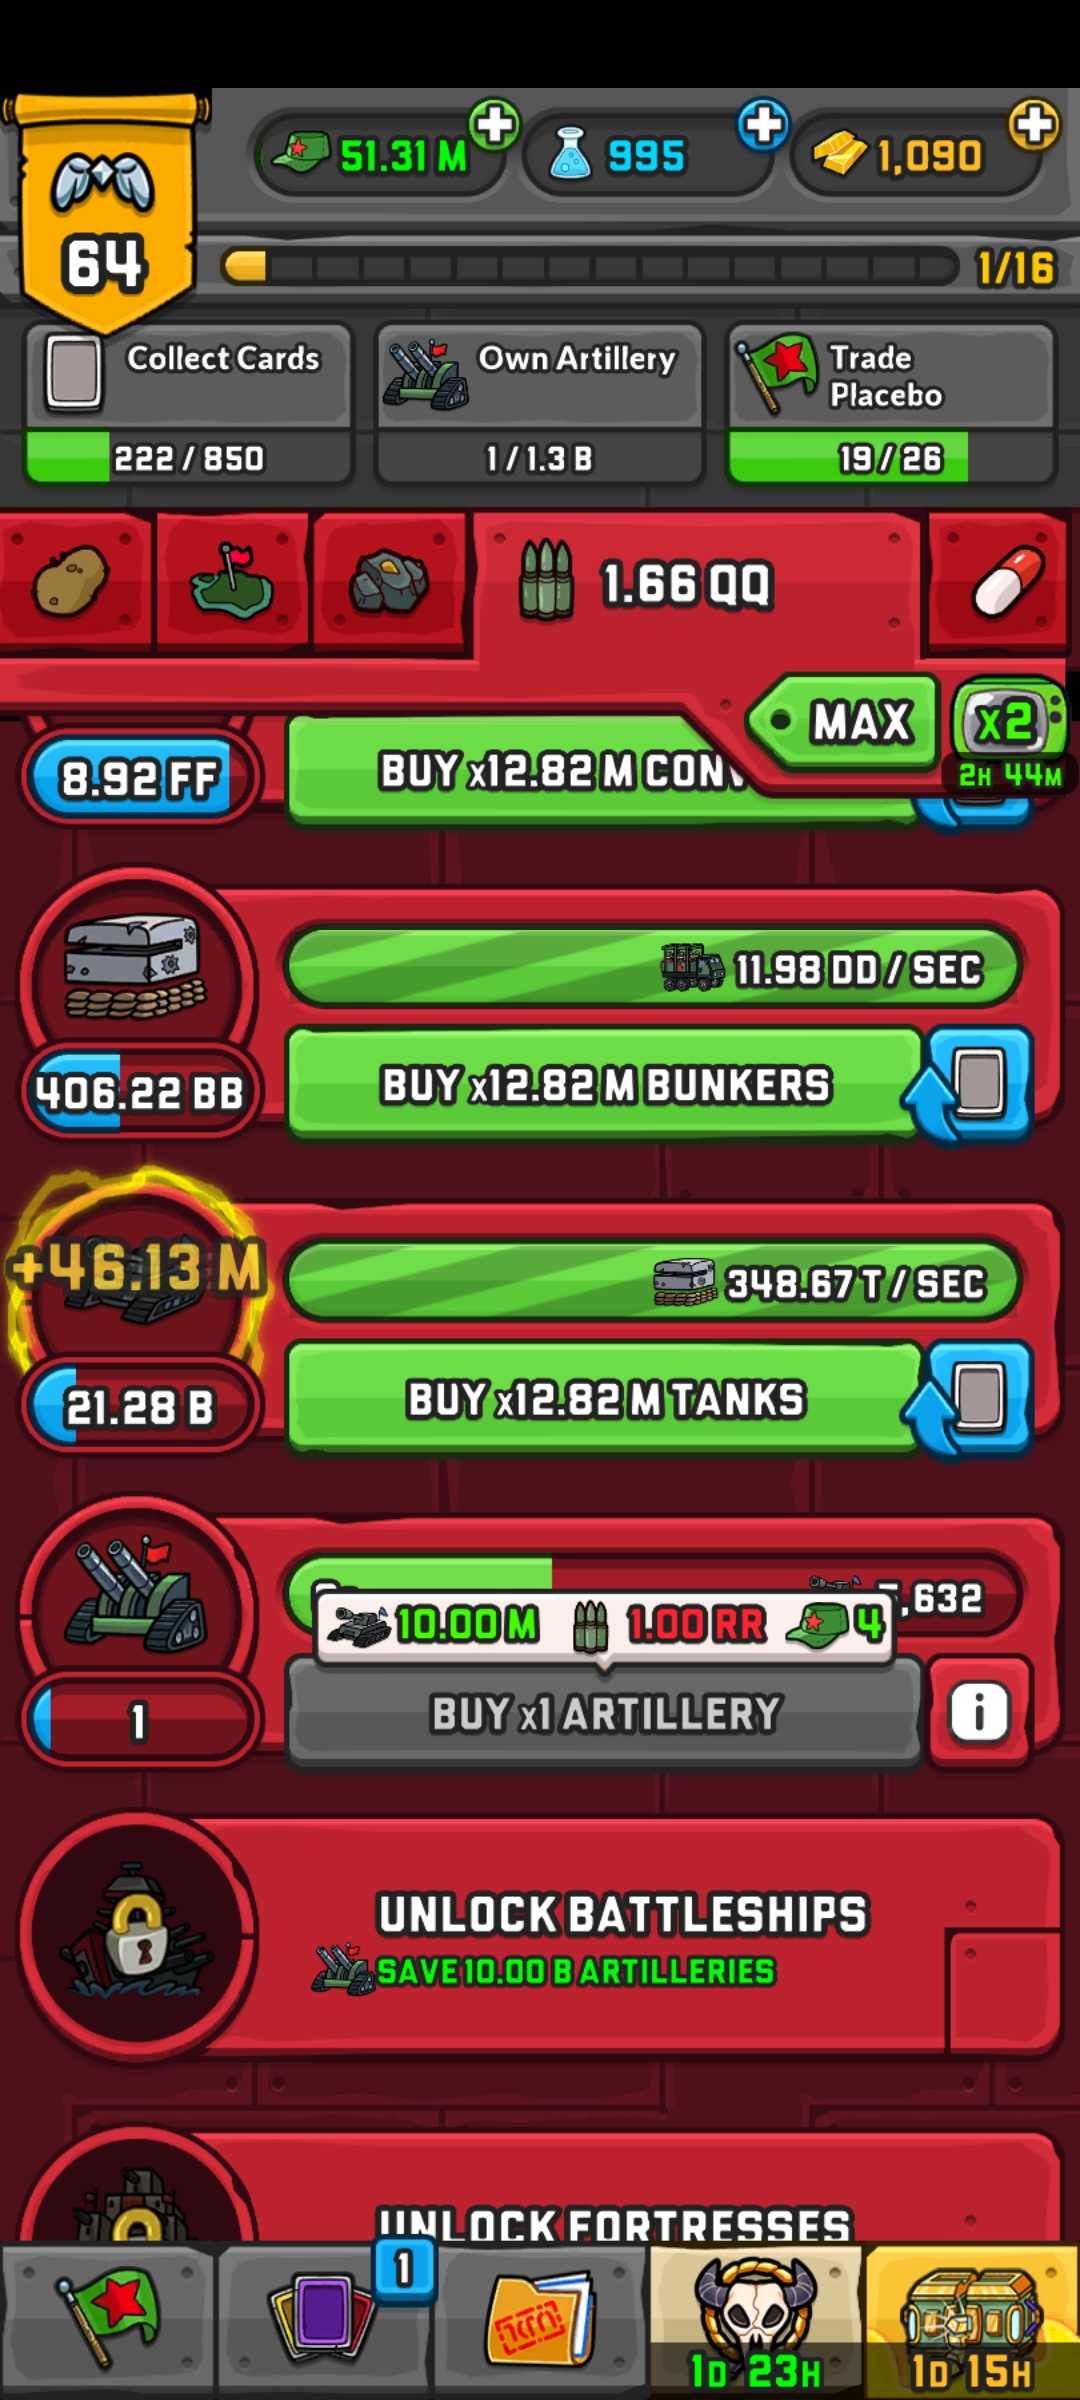 51.31 M
995
1,090
64
1/16
Collect Cards
222 / 850
Own Artillery
1 / 1.3 B
Trade
Placebo
19 / 26
1.66 QQ
MAX
x2
2H 44M
8.92 FF
BUY x12.82 M
11.98 DD / SEC
406.22 BB
BUY x12.82 M BUNKERS
+46.13 M
348.67 T / SEC
21.28 B
BUY x12.82 M TANKS
,632
10.00 M
1.00 RR
4
1
BUY x1 ARTILLERY
i
UNLOCK BATTLESHIPS
SAVE 10.00 B ARTILLERIES
UNLOCK FORTRESSES
1
1D 23H
1D 15H